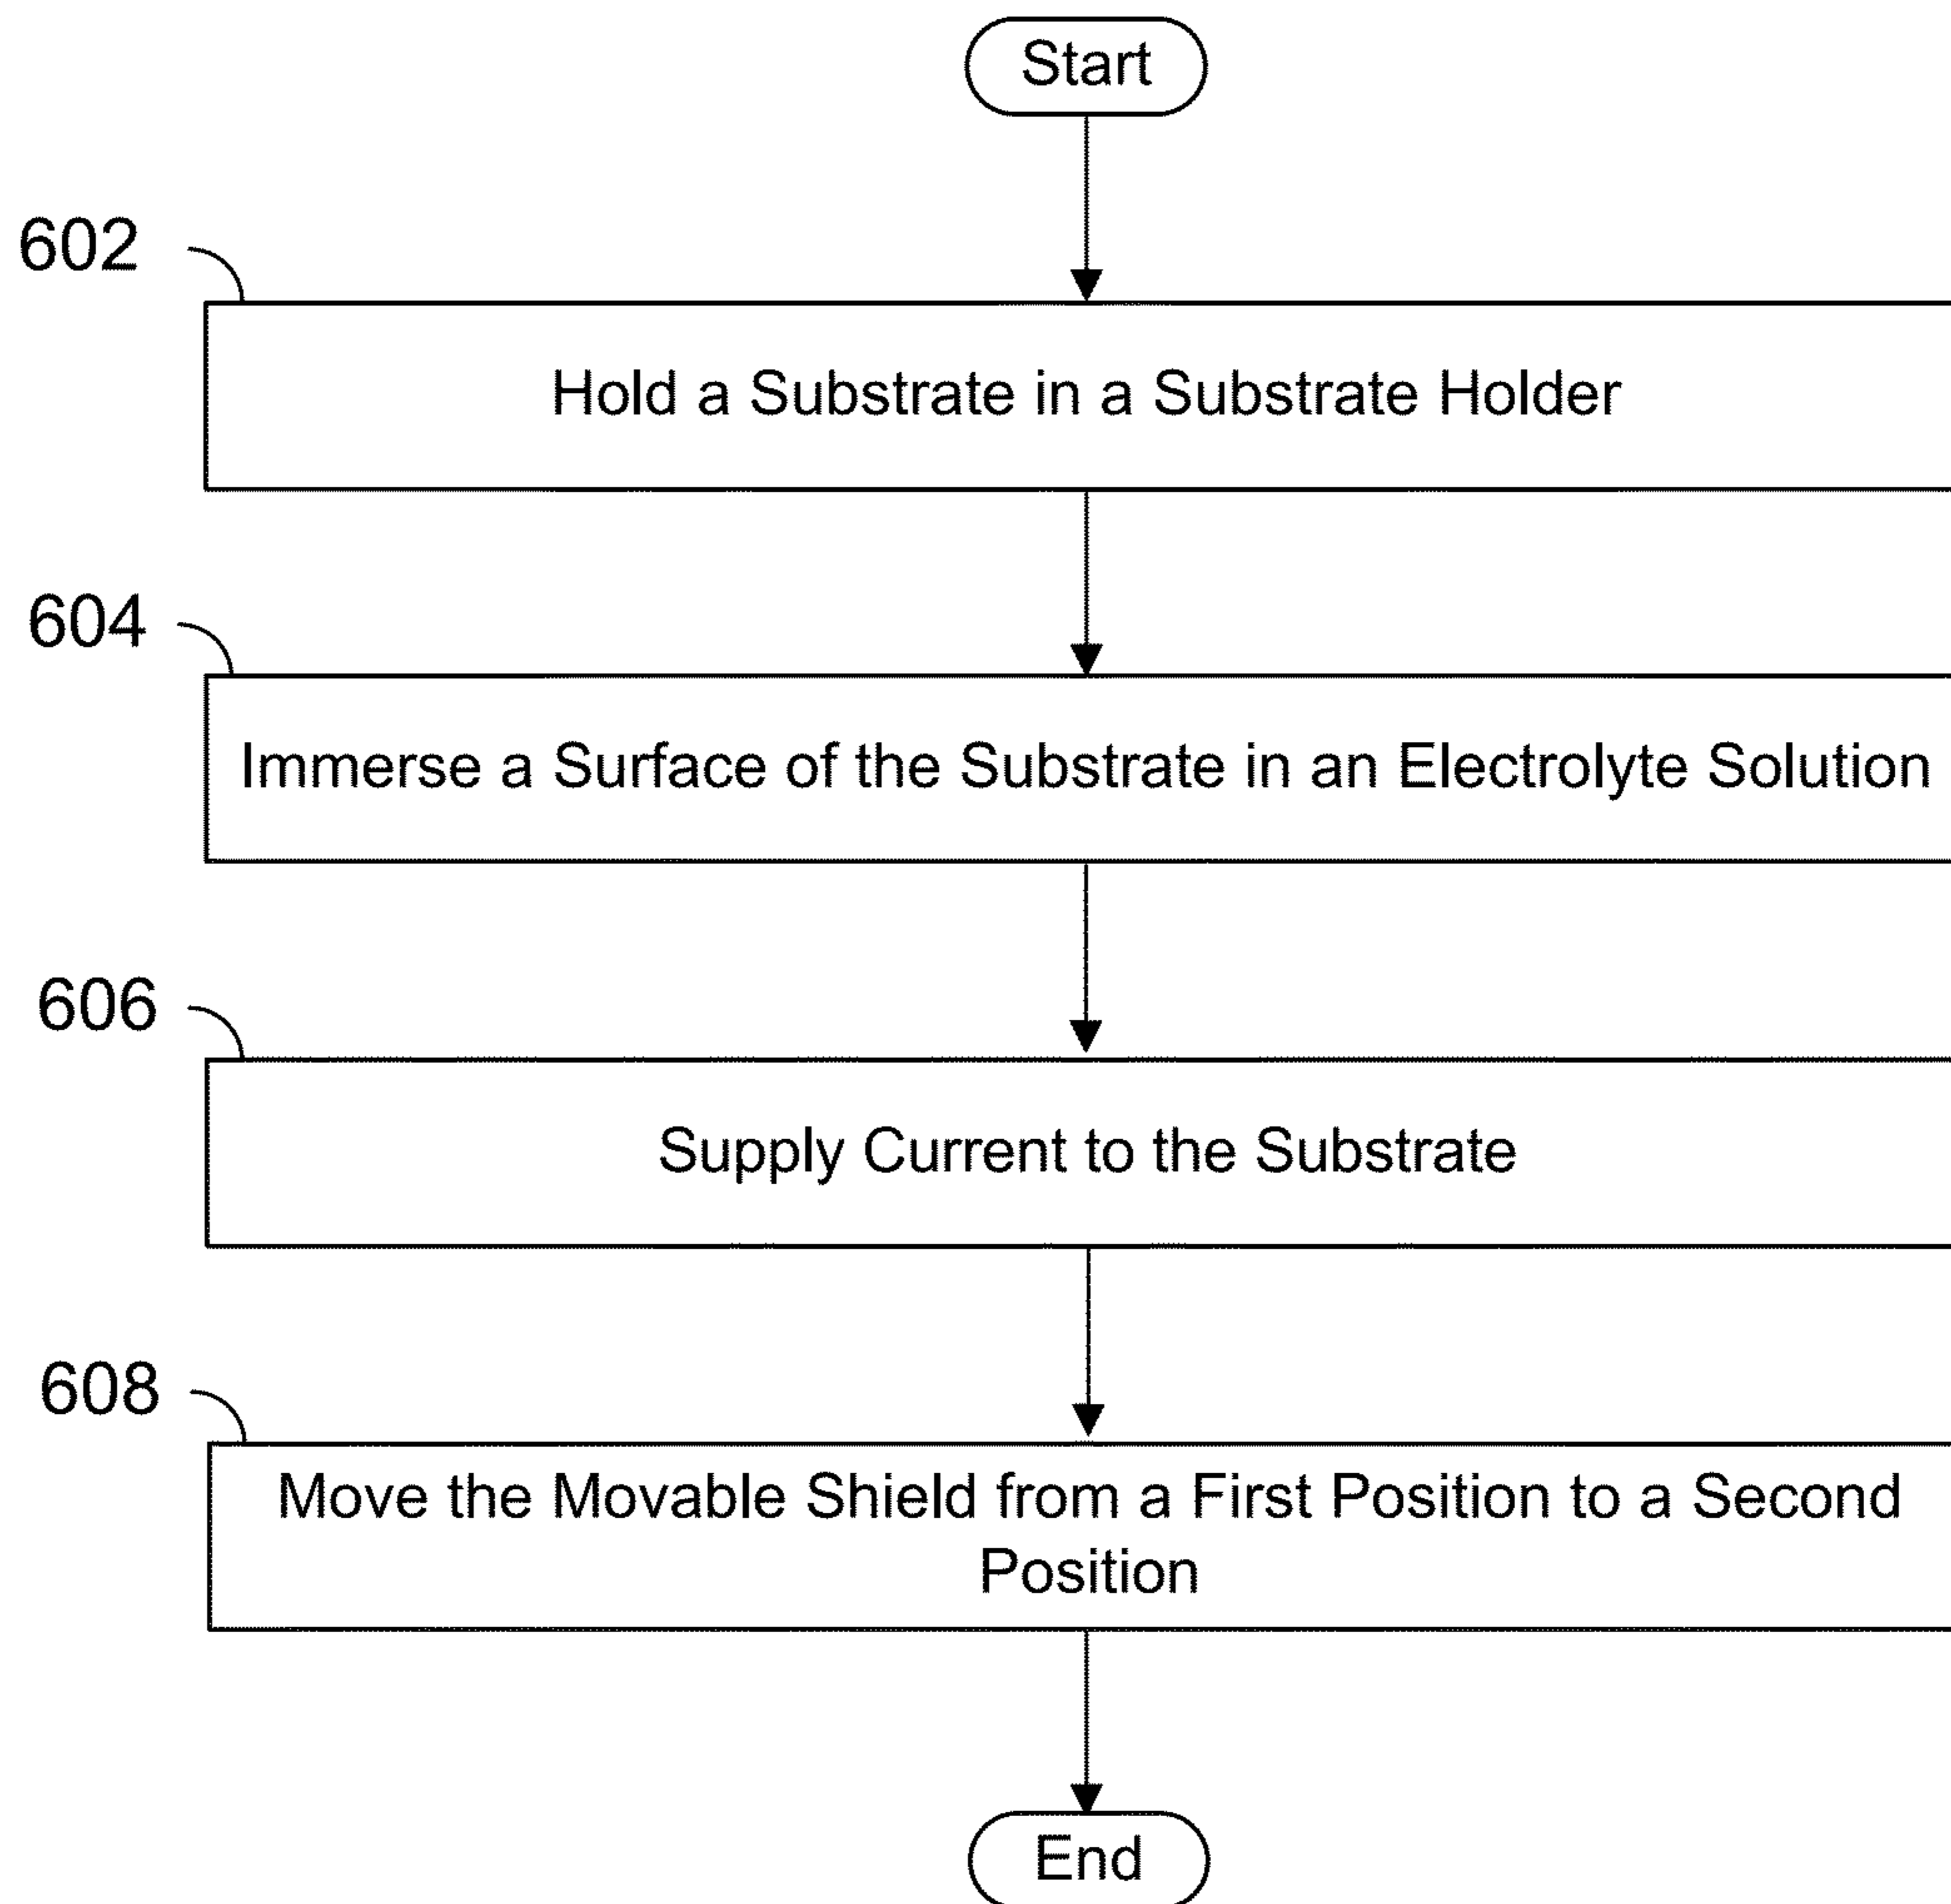 Start
602
Hold a Substrate in a Substrate Holder
604
Immerse a Surface of the Substrate in an Electrolyte Solution
606
Supply Current to the Substrate
608
Move the Movable Shield from a First Position to a Second
Position
End